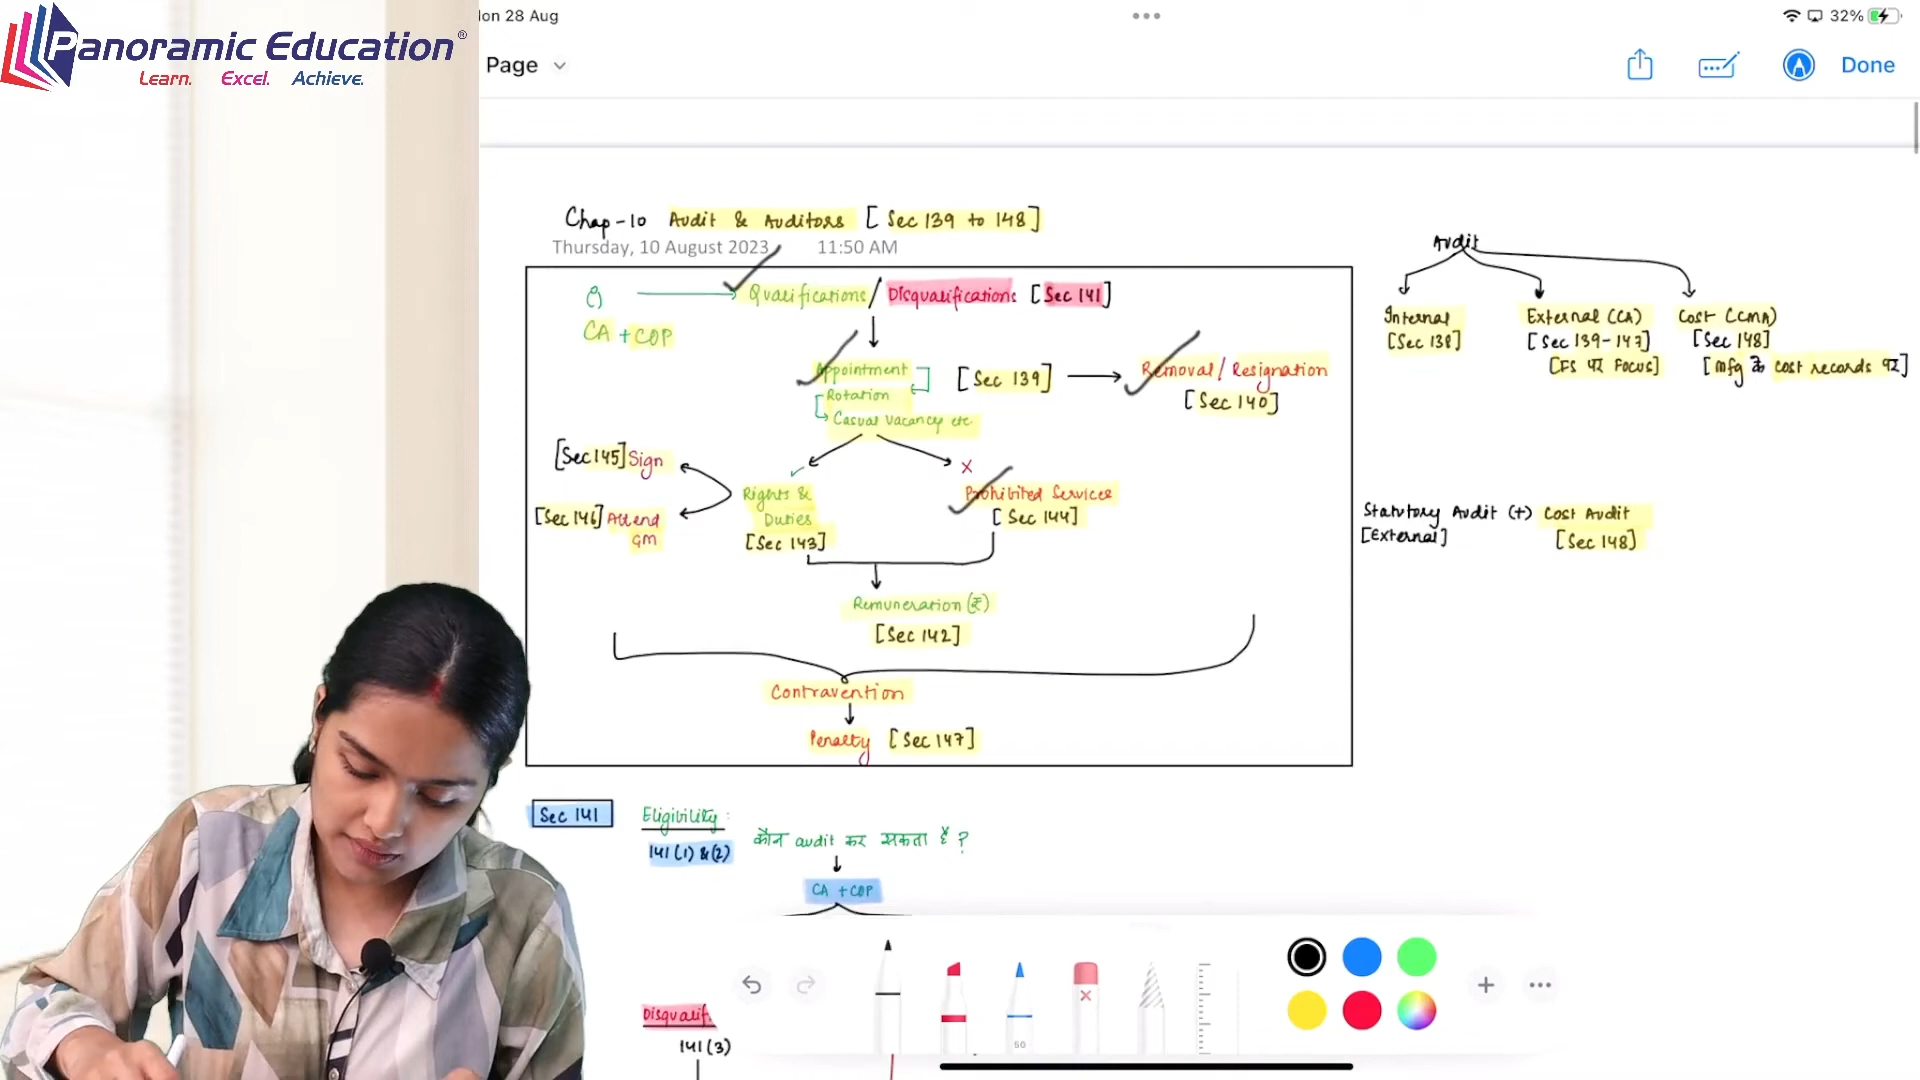 Panoramic Education®
Learn. Excel. Achieve.
Mon 28 Aug
32%
Page
Done
Chap-10 Audit & Auditors [Sec 139 to 148]
Thursday, 10 August 2023 11:50 AM
Qualifications / Disqualifications [Sec 141]
CA + COP
Appointment
Rotation
Casual Vacancy etc.
[Sec 139]
Removal / Resignation
[Sec 140]
[Sec 145] Sign
[Sec 146] Attend
GM
Rights &
Duties
[Sec 143]
x
Prohibited Services
[Sec 144]
Remuneration (₹)
[Sec 142]
Contravention
Penalty [Sec 147]
Audit
Internal
[Sec 138]
External (CA)
[Sec 139-147]
[FS पर Focus]
Cost (CMA)
[Sec 148]
[Mfg के cost records पर]
Statutory Audit (+) Cost Audit
[External] [Sec 148]
Sec 141
Eligibility:
141 (1) & (2)
कौन audit कर सकता है ?
CA + COP
Disqualif.
141 (3)
50